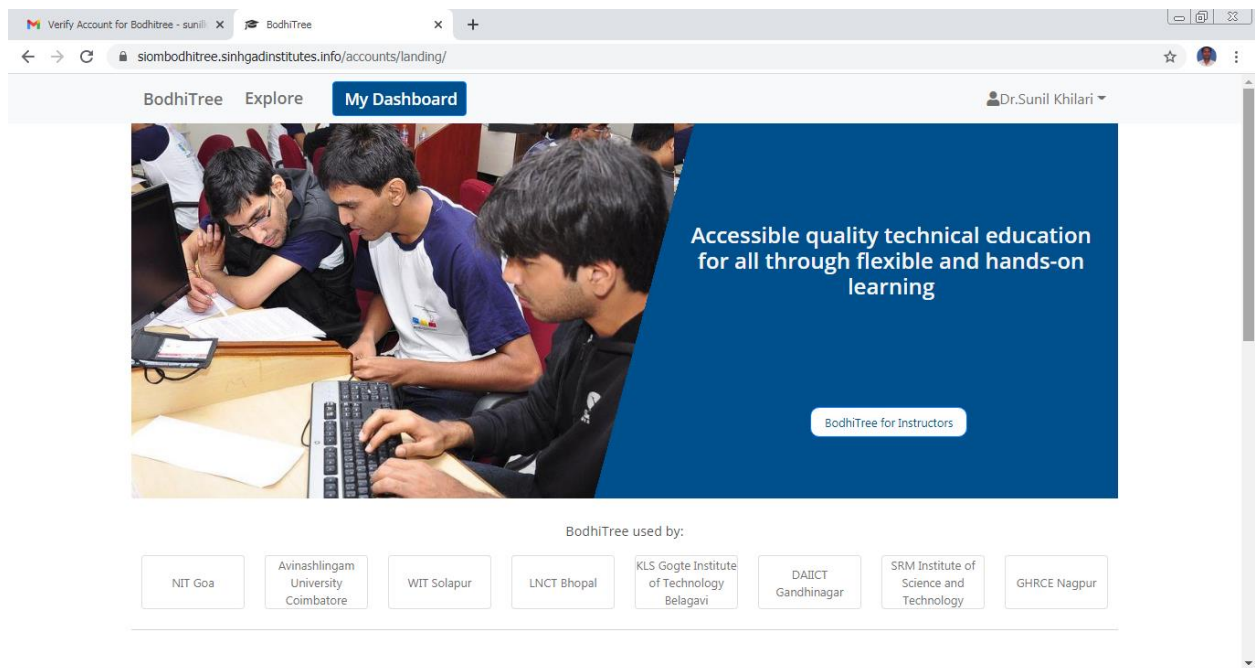 Verify Account for Bodhitree - sunil
BodhiTree
siombodhitree.sinhgadinstitutes.info/accounts/landing/
BodhiTree Explore My Dashboard Dr.Sunil Khilari
Accessible quality technical education
for all through flexible and hands-on
learning
BodhiTree for Instructors
BodhiTree used by:
NIT Goa
Avinashlingam
University
Coimbatore
WIT Solapur
LNCT Bhopal
KLS Gogte Institute
of Technology
Belagavi
DAIICT
Gandhinagar
SRM Institute of
Science and
Technology
GHRCE Nagpur